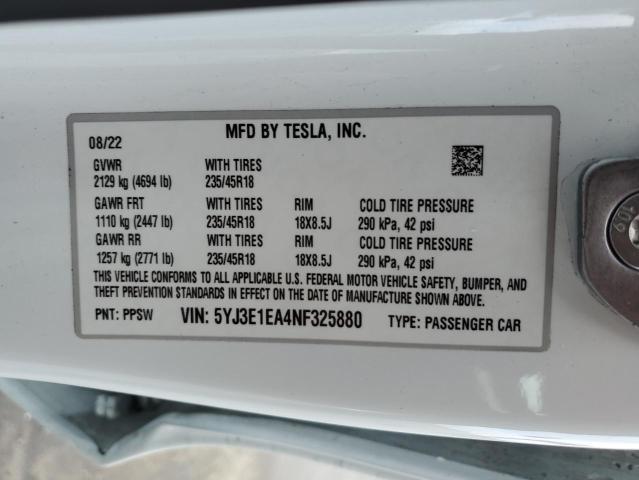 MFD BY TESLA, INC.
08/22
GVWR WITH TIRES
2129 kg (4694 lb) 235/45R18
GAWR FRT WITH TIRES RIM COLD TIRE PRESSURE
1110 kg (2447 lb) 235/45R18 18X8.5J 290 kPa, 42 psi
GAWR RR WITH TIRES RIM COLD TIRE PRESSURE
1257 kg (2771 lb) 235/45R18 18X8.5J 290 kPa, 42 psi
THIS VEHICLE CONFORMS TO ALL APPLICABLE U.S. FEDERAL MOTOR VEHICLE SAFETY, BUMPER, AND
THEFT PREVENTION STANDARDS IN EFFECT ON THE DATE OF MANUFACTURE SHOWN ABOVE.
PNT: PPSW VIN: 5YJ3E1EA4NF325880 TYPE: PASSENGER CAR
10.9